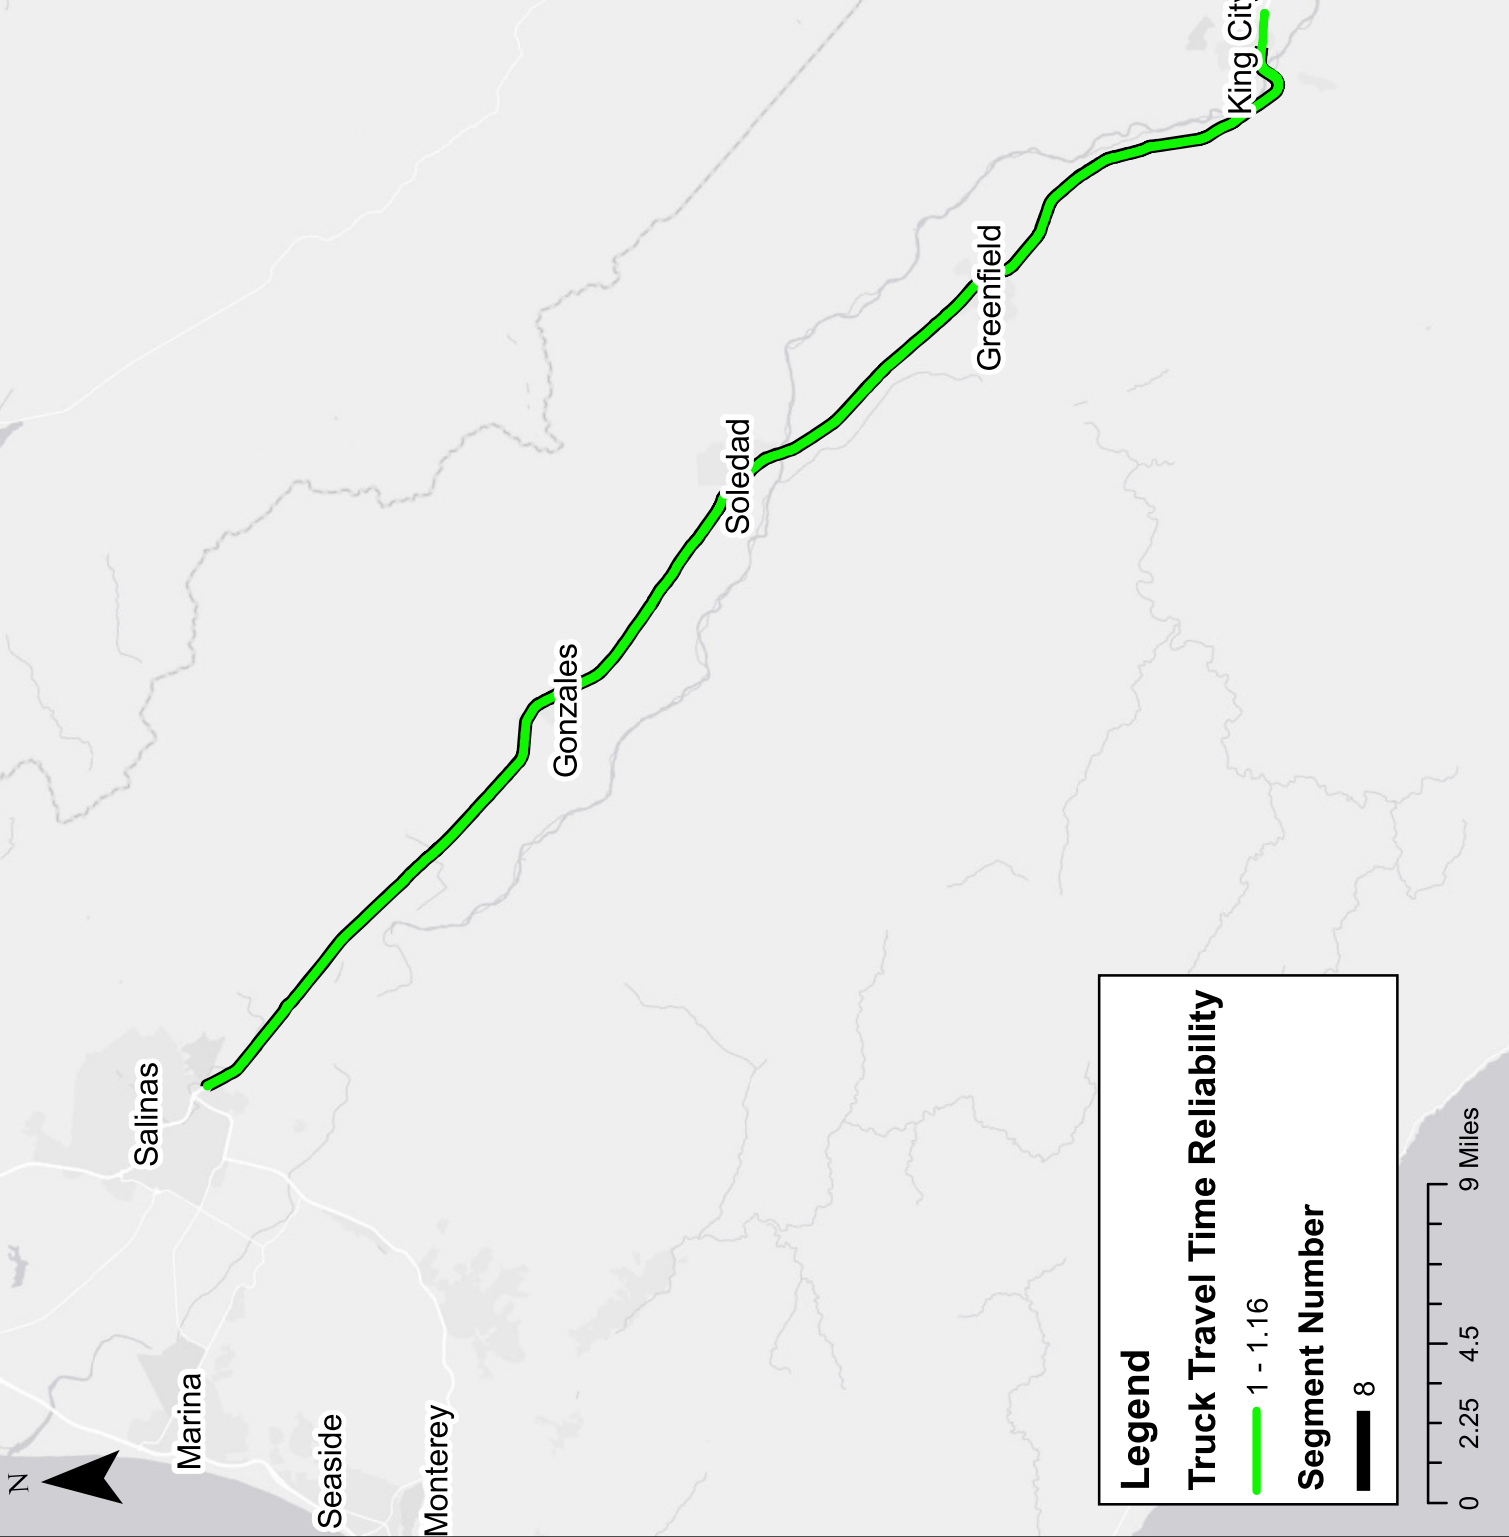 N
Salinas
Marina
Seaside
Monterey
Gonzales
Soledad
Greenfield
King City
Legend
Truck Travel Time Reliability
1 - 1.16
Segment Number
8
0 2.25 4.5 9 Miles